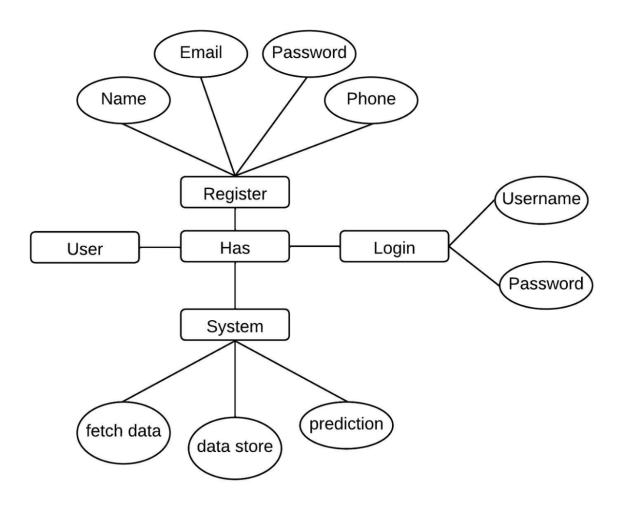 Email
Password
Name
Phone
Register
Username
User
Has
Login
Password
System
fetch data
data store
prediction